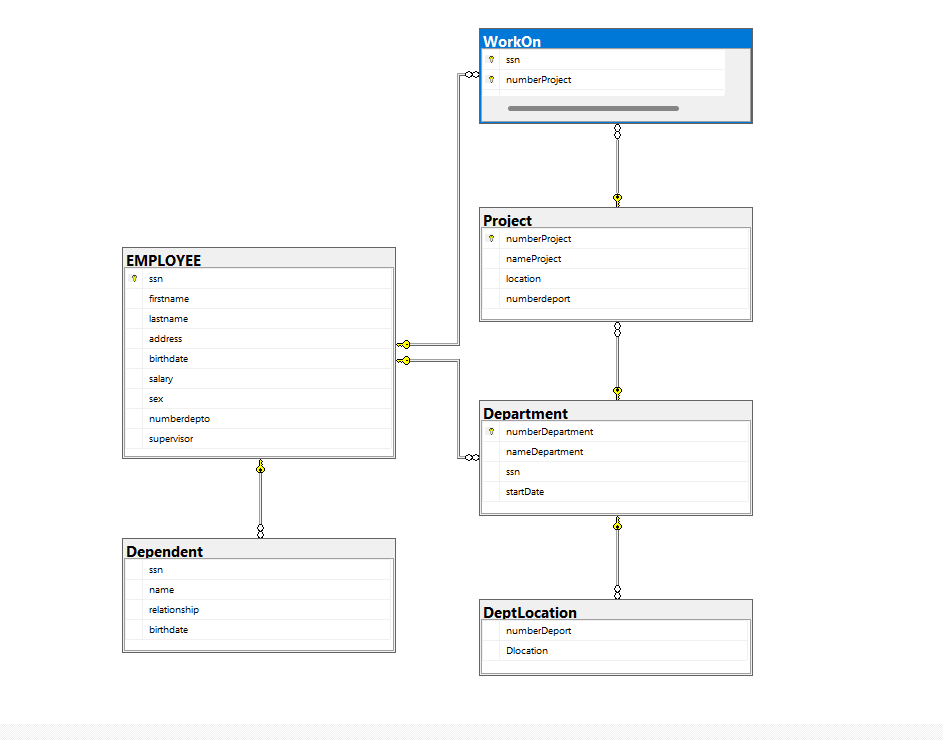 WorkOn
ssn
numberProject
Project
numberProject
nameProject
location
numberdeport
EMPLOYEE
ssn
firstname
lastname
address
birthdate
salary
sex
numberdepto
supervisor
Department
numberDepartment
nameDepartment
ssn
startDate
Dependent
ssn
name
relationship
birthdate
DeptLocation
numberDeport
Dlocation